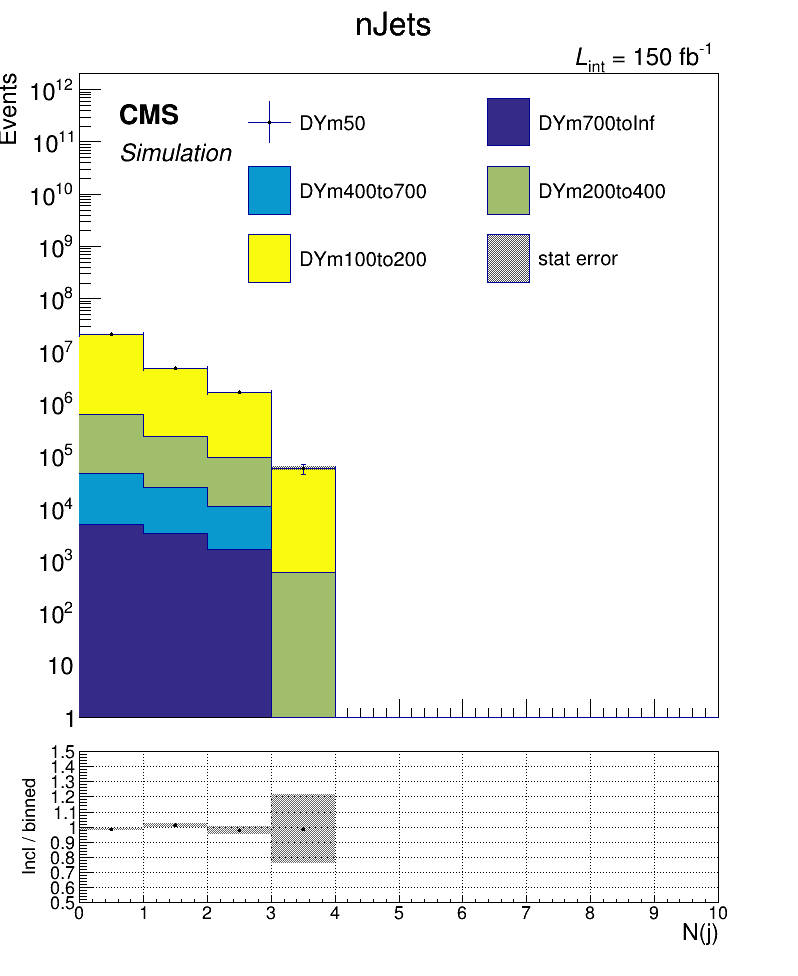 nJets
L_int = 150 fb^-1
Events
CMS
Simulation
DYm50
DYm700toInf
DYm400to700
DYm200to400
DYm100to200
stat error
10^12
10^11
10^10
10^9
10^8
10^7
10^6
10^5
10^4
10^3
10^2
10
1
Incl / binned
1.5
1.4
1.3
1.2
1.1
1
0.9
0.8
0.7
0.6
0.5
0 1 2 3 4 5 6 7 8 9 10
N(j)